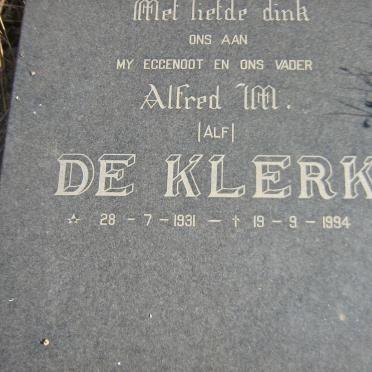 Met liefde dink
ONS AAN
MY EGGENOOT EN ONS VADER
Alfred M.
|ALF|
DE KLERK
☆ 28 - 7 - 1931 - † 19 - 9 - 1994